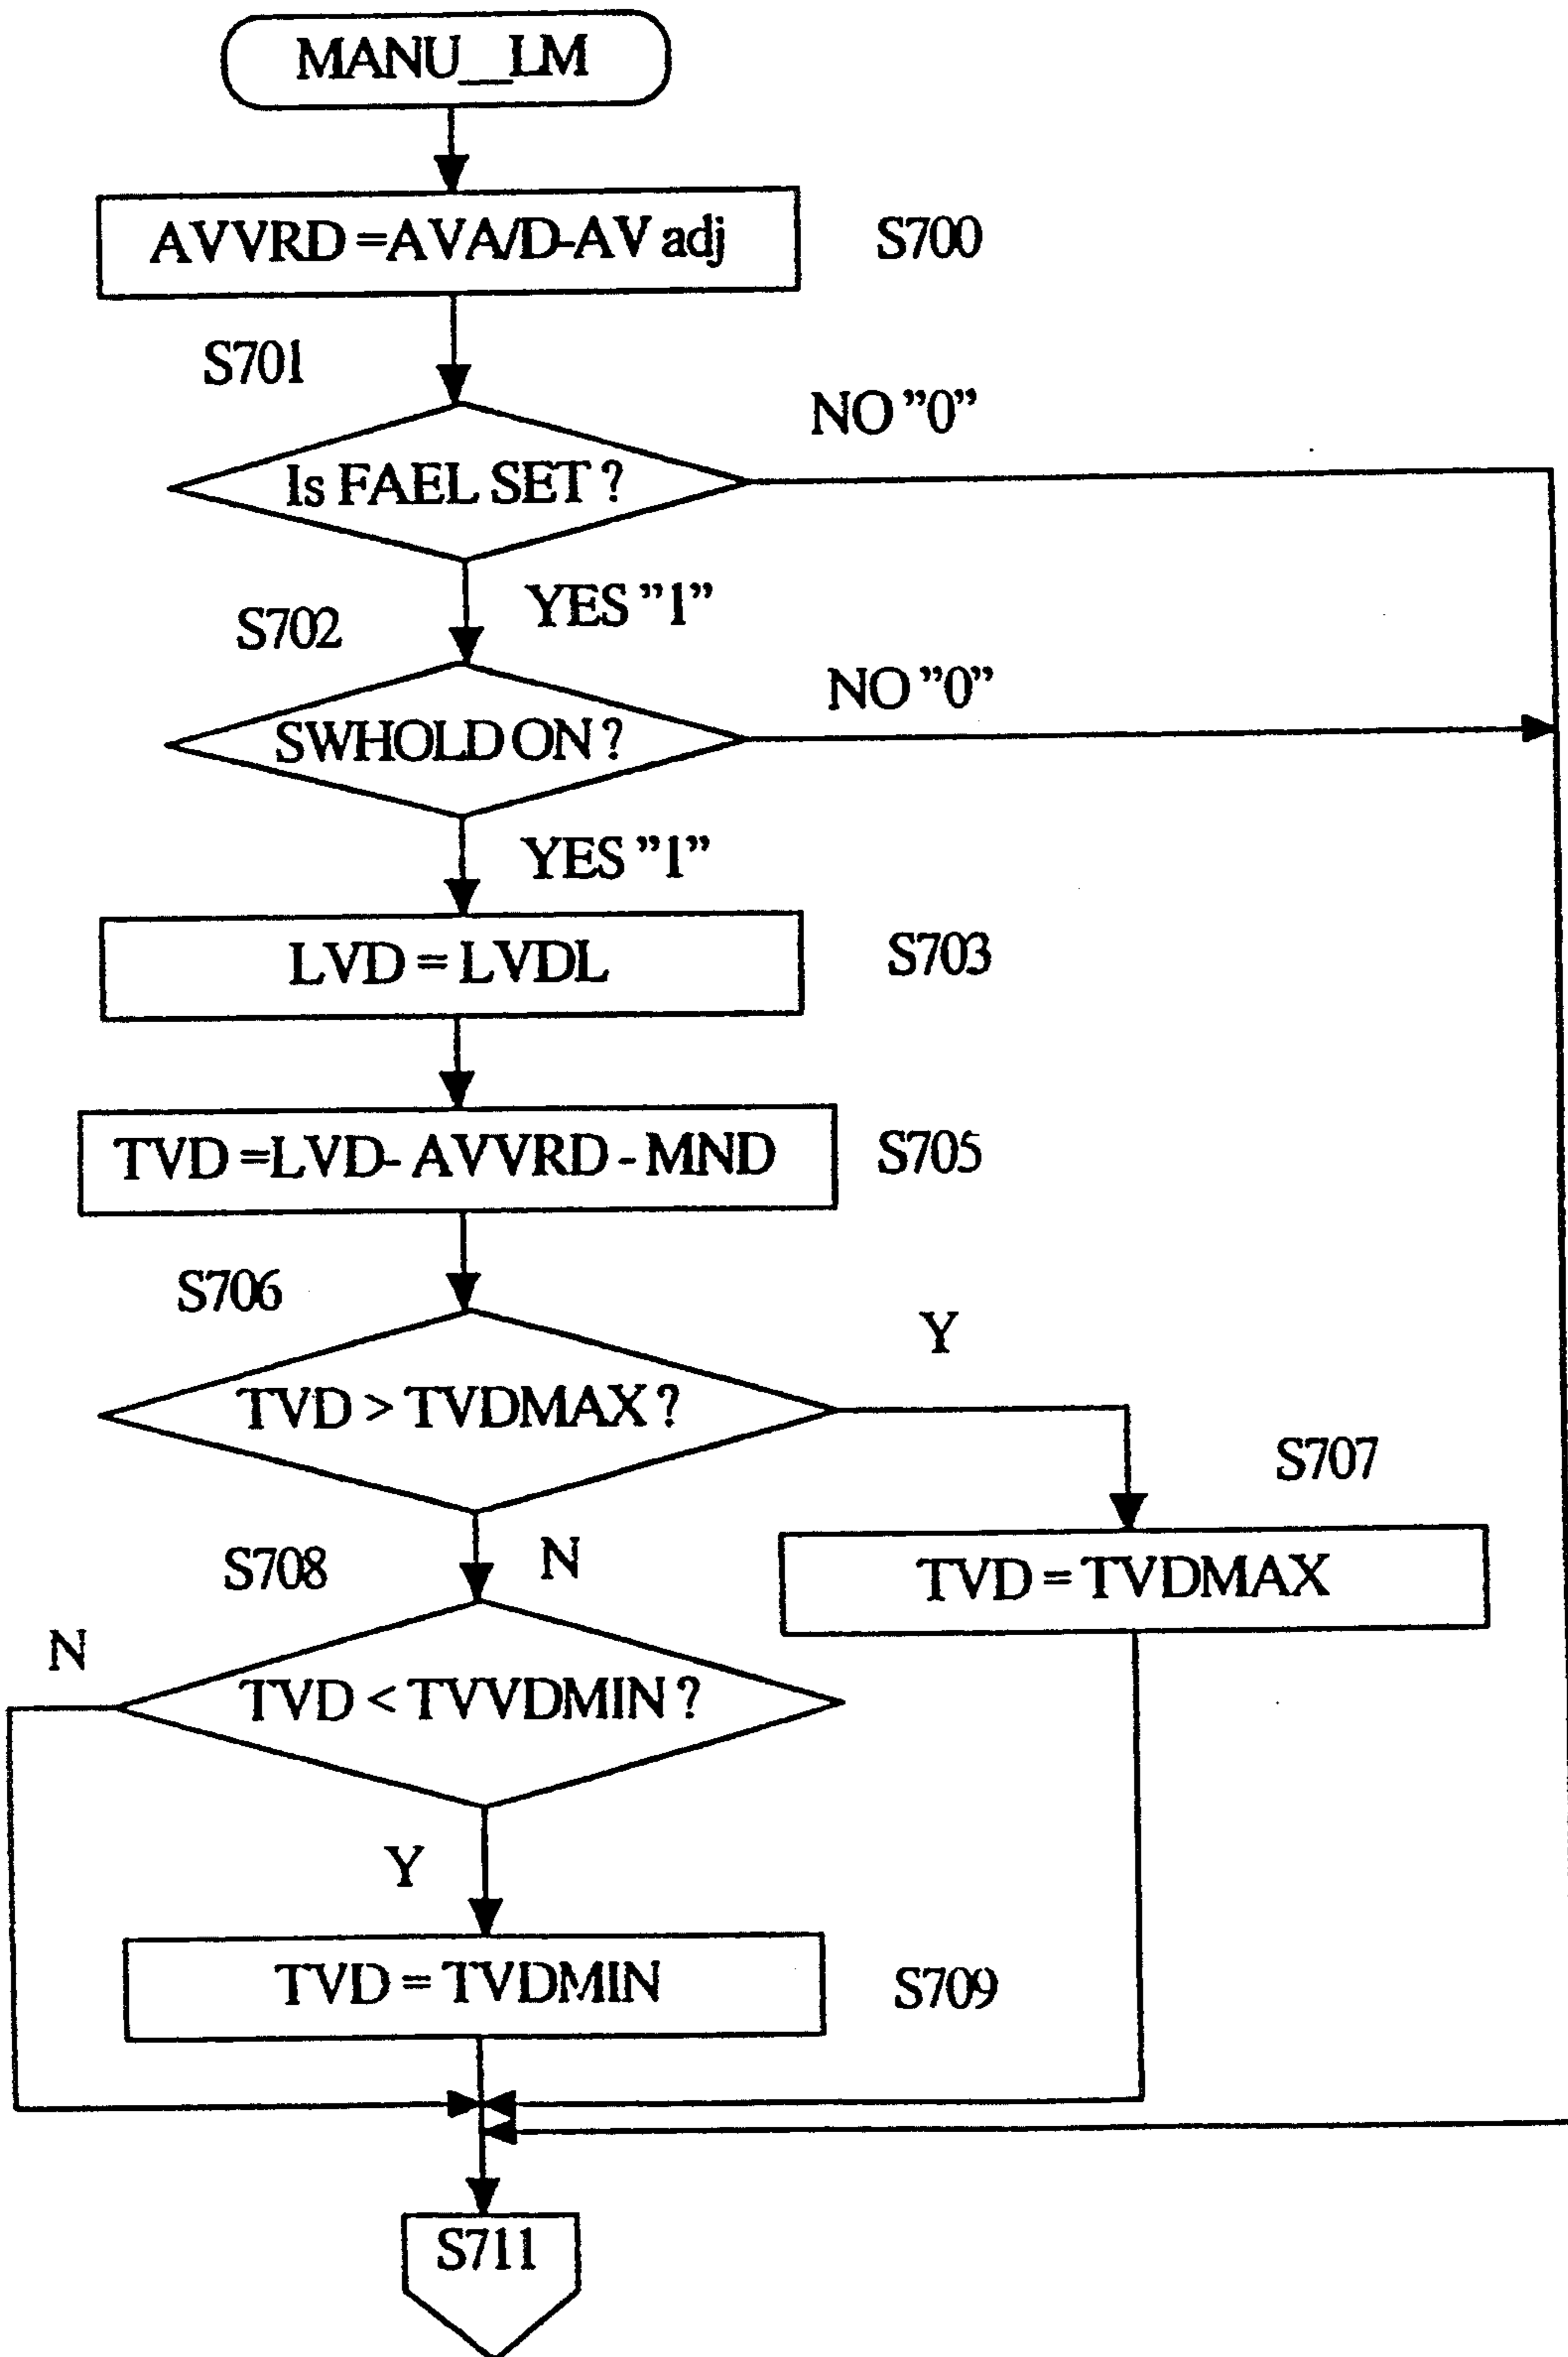 MANU__LM
AVVRD =AVA/D-AV adj
S700
S701
NO "0"
Is FAEL SET ?
YES "1"
S702
NO "0"
SWHOLD ON ?
YES "1"
LVD = LVDL
S703
TVD =LVD- AVVRD - MND
S705
S706
Y
TVD > TVDMAX ?
S707
N
S708
TVD = TVDMAX
N
TVD < TVVDMIN ?
Y
TVD = TVDMIN
S709
S711